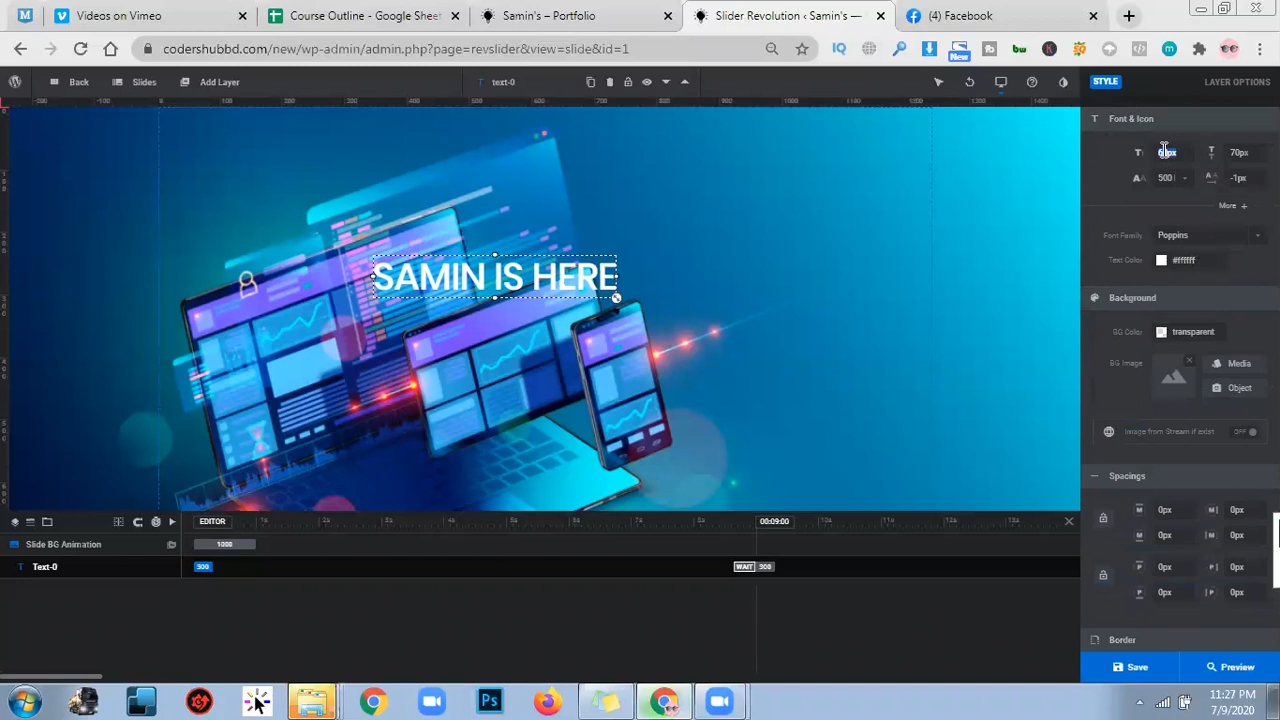 Videos on Vimeo
Course Outline - Google Sheet
Samin's – Portfolio
Slider Revolution ‹ Samin's —
(4) Facebook
codershubbd.com/new/wp-admin/admin.php?page=revslider&view=slide&id=1
New
Back
Slides
Add Layer
text-0
STYLE
LAYER OPTIONS
Font & Icon
70px
500
-1px
More +
Font Family
Poppins
Text Color
#ffffff
Background
BG Color
transparent
BG Image
Media
Object
Image from Stream if exist
OFF
Spacings
0px
0px
0px
0px
0px
0px
0px
0px
Border
Save
Preview
SAMIN IS HERE
EDITOR
00:09:00
Slide BG Animation
1000
Text-0
300
WAIT
300
11:27 PM
7/9/2020